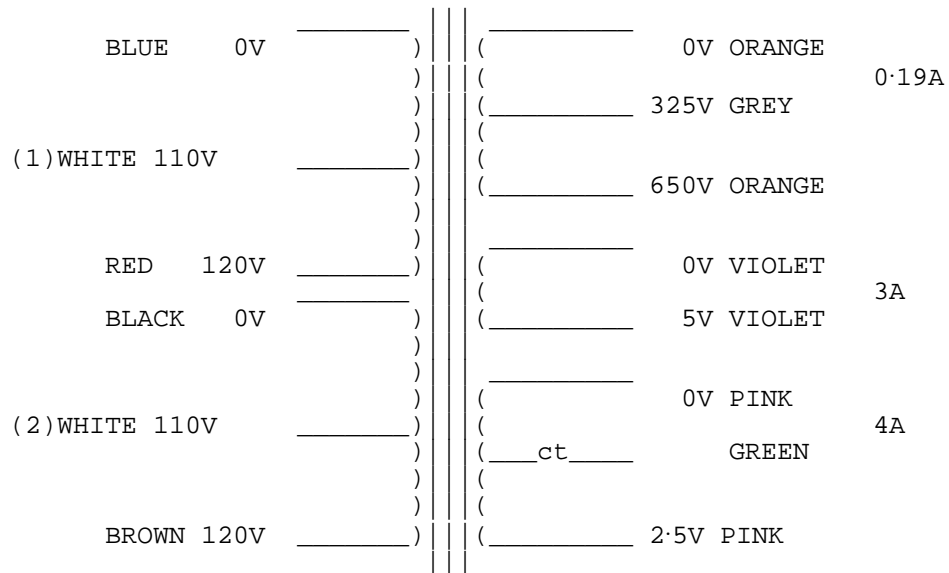 BLUE 0V 0V ORANGE
0·19A
325V GREY
(1)WHITE 110V
650V ORANGE
RED 120V 0V VIOLET
3A
BLACK 0V 5V VIOLET
0V PINK
(2)WHITE 110V 4A
ct GREEN
BROWN 120V 2·5V PINK